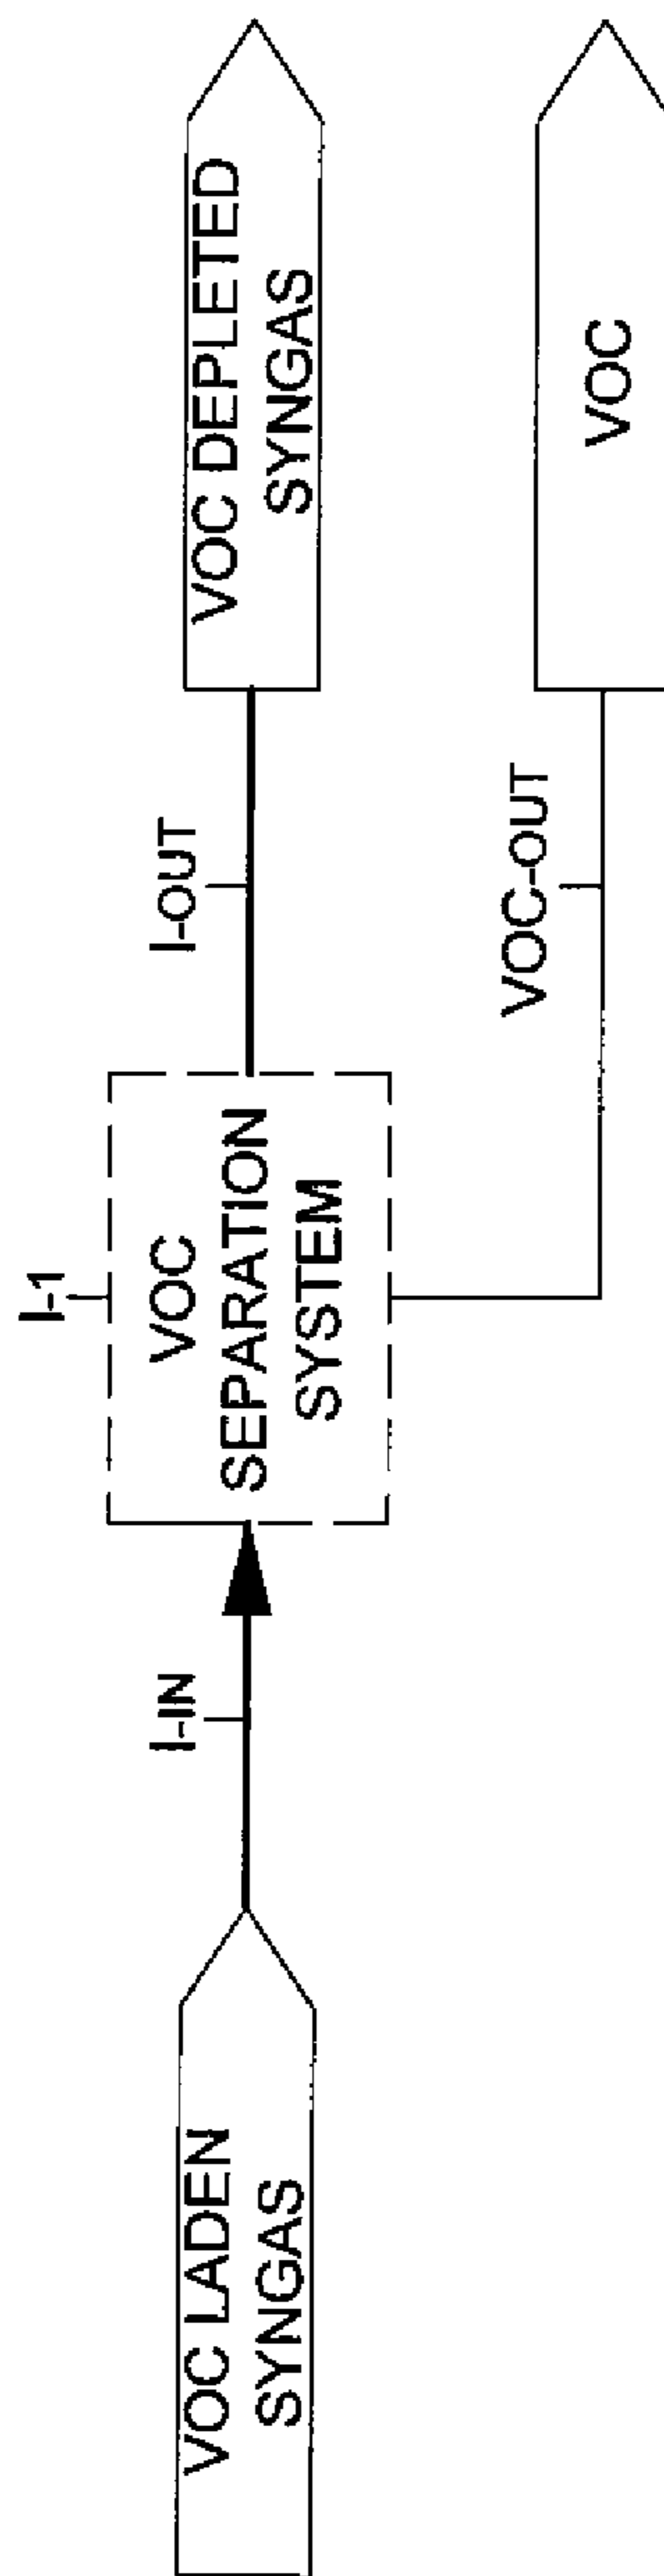 I-1
VOC LADEN
SYNGAS
I-IN
VOC
SEPARATION
SYSTEM
I-OUT
VOC DEPLETED
SYNGAS
VOC-OUT
VOC